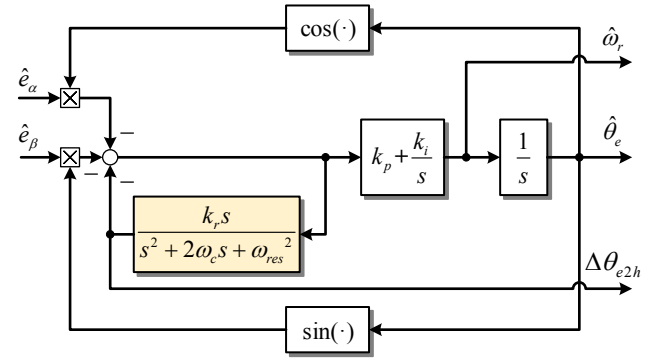 cos(·)
ω̂_r
ê_α
−
ê_β
− −
k_p + k_i/s
1/s
θ̂_e
k_r s / (s² + 2ω_c s + ω_res²)
Δθ_e2h
sin(·)